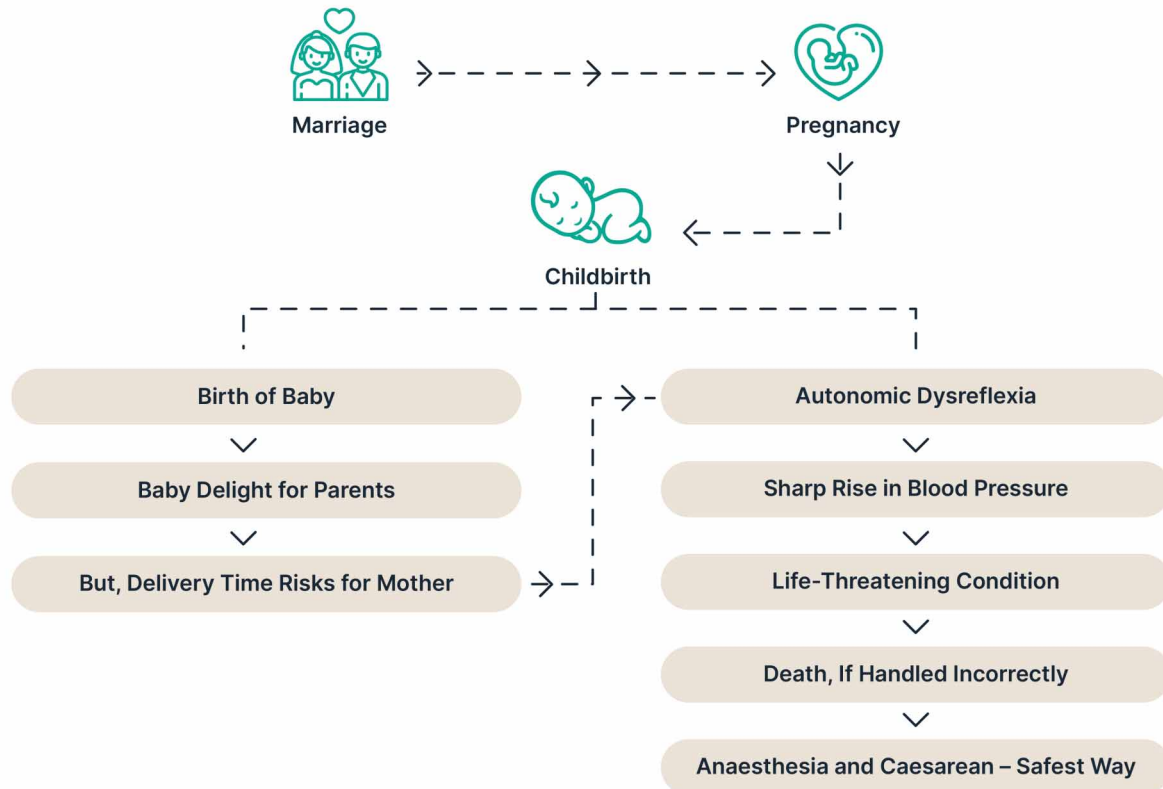 Marriage
Pregnancy
Childbirth
Birth of Baby
Baby Delight for Parents
But, Delivery Time Risks for Mother
Autonomic Dysreflexia
Sharp Rise in Blood Pressure
Life-Threatening Condition
Death, If Handled Incorrectly
Anaesthesia and Caesarean – Safest Way